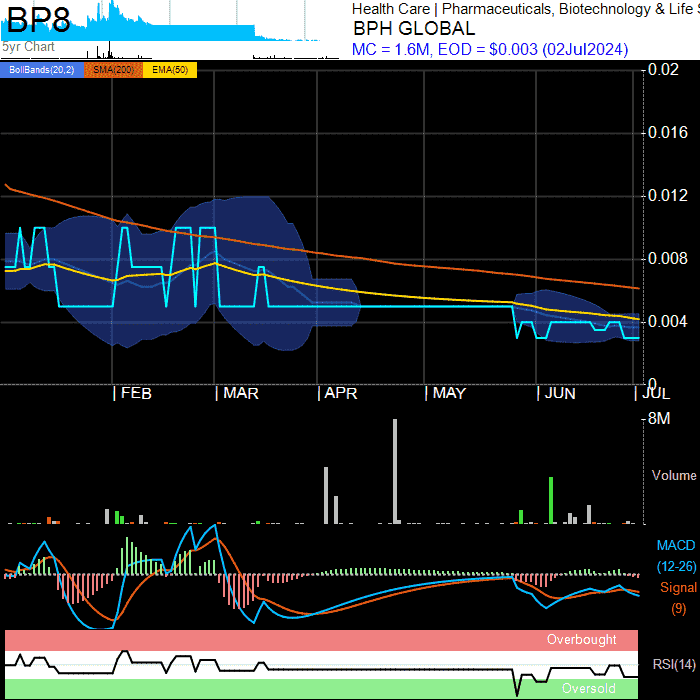 BP8
5yr Chart
Health Care | Pharmaceuticals, Biotechnology & Life S
BPH GLOBAL
MC = 1.6M, EOD = $0.003 (02Jul2024)
BollBands(20,2) SMA(200) EMA(50)
0.02
0.016
0.012
0.008
0.004
0
FEB MAR APR MAY JUN JUL
8M
Volume
MACD
(12-26)
Signal
(9)
Overbought
RSI(14)
Oversold